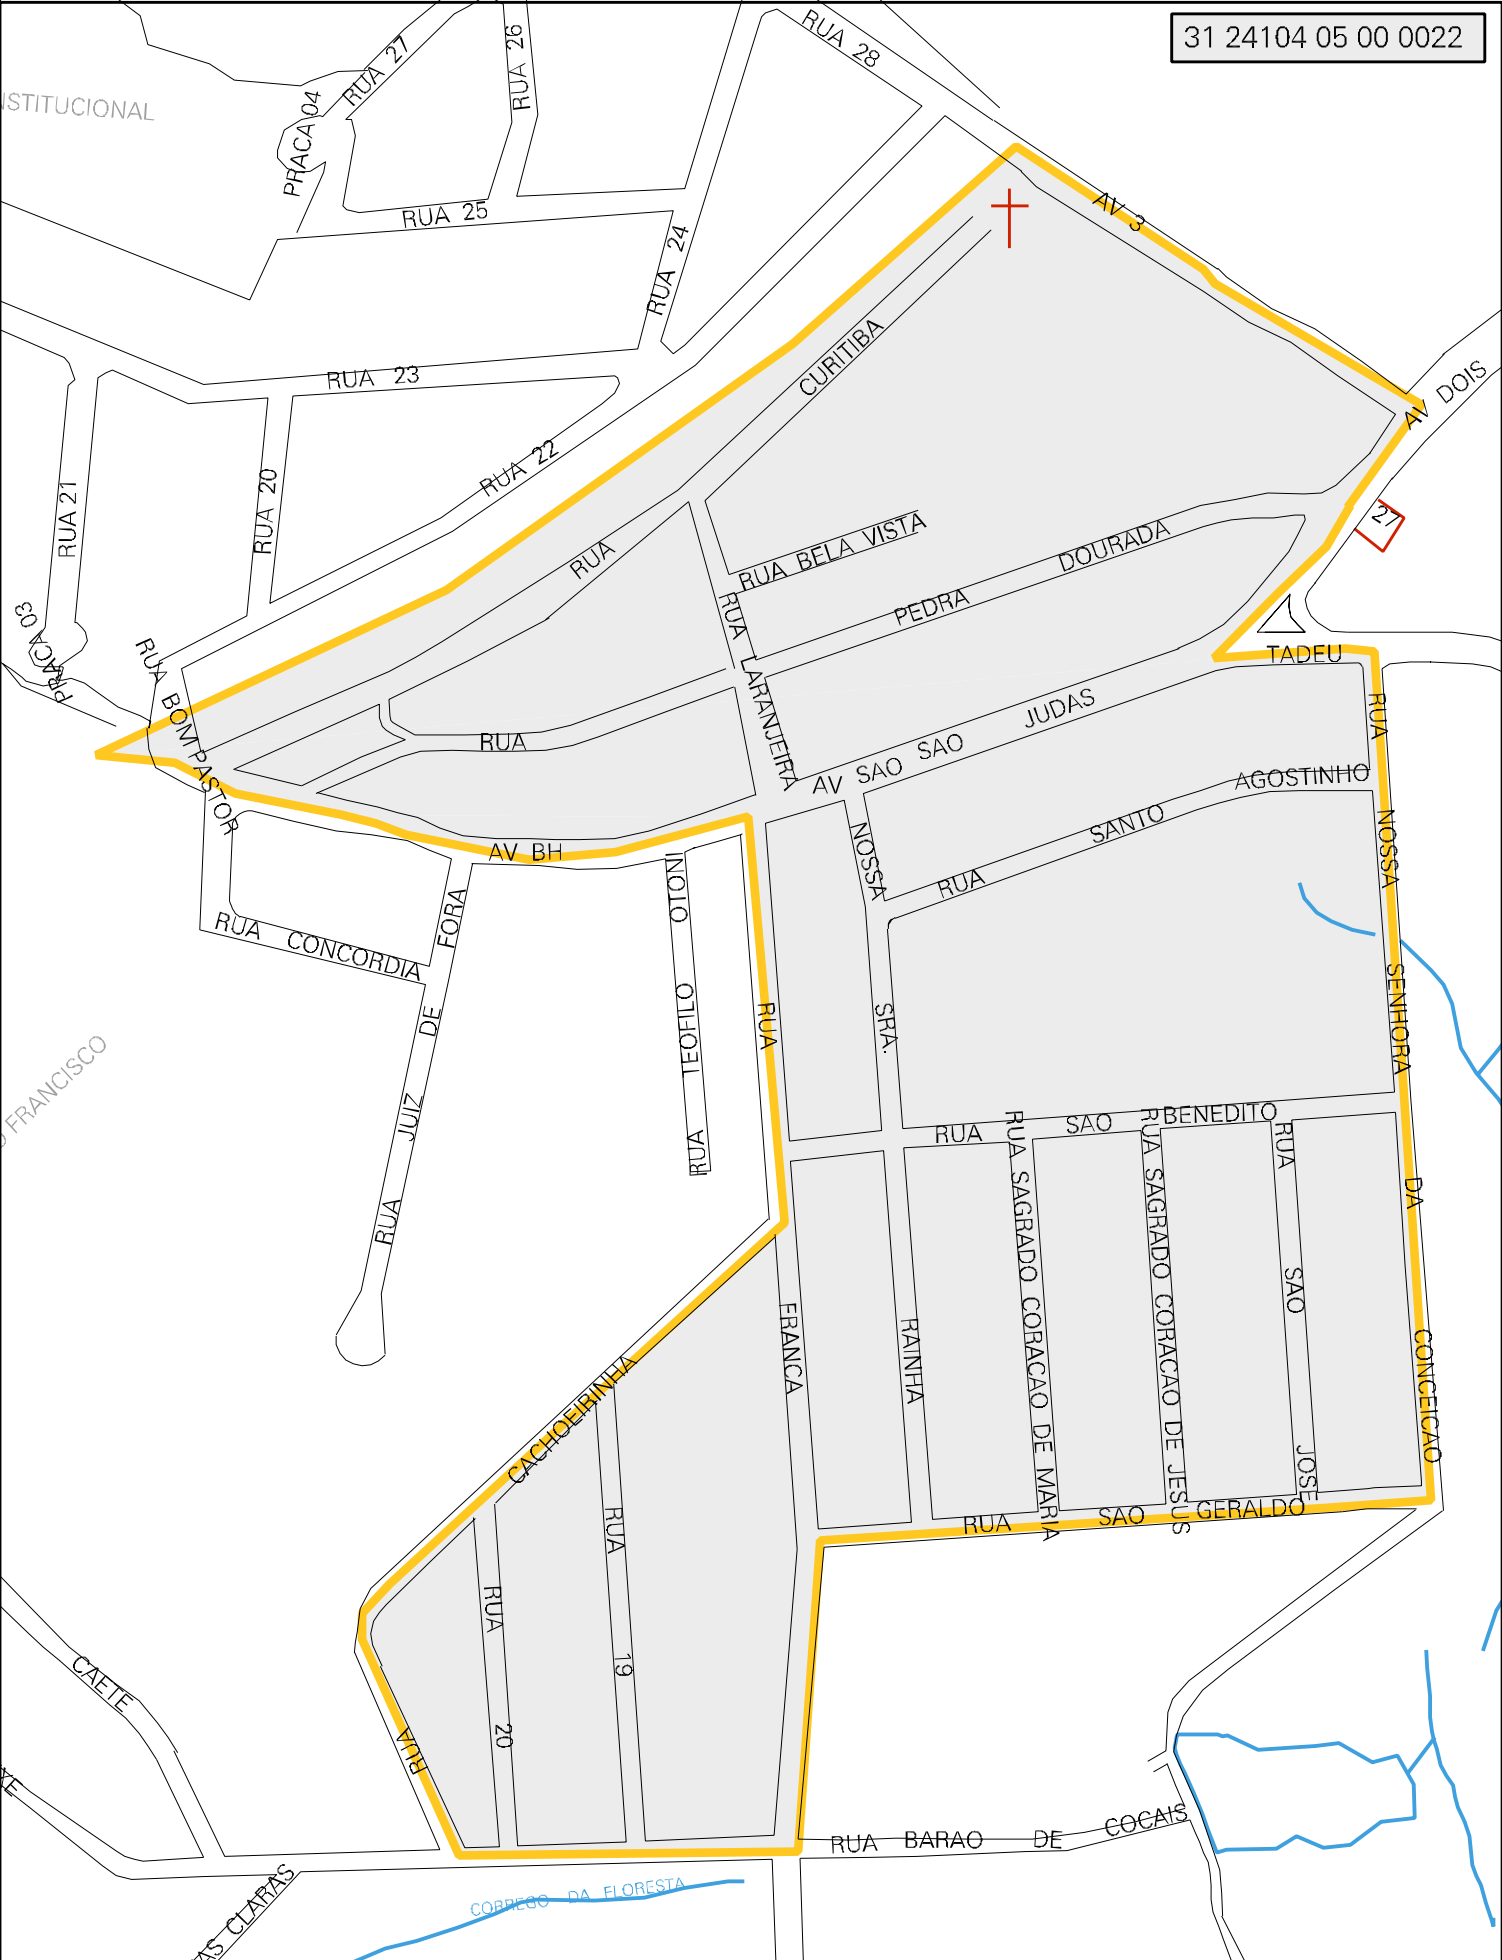 31 24104 05 00 0022
RUA 28
RUA 26
RUA 27
NSTITUCIONAL
PRACA 04
RUA 25
AV 3
RUA 24
CURITIBA
RUA 23
AV DOIS
RUA 22
RUA 21
RUA 20
27
RUA BELA VISTA
DOURADA
RUA
PEDRA
PRACA 03
RUA LARANJEIRA
TADEU
RUA BOM PASTOR
JUDAS
RUA
SAO
SAO
AV
RUA
AGOSTINHO
SANTO
RUA
NOSSA
NOSSA
AV BH
RUA TEOFILO OTONI
RUA CONCORDIA
RUA JUIZ DE FORA
SENHORA
RUA
SRA.
O FRANCISCO
RUA SAO BENEDITO
RUA SAGRADO CORACAO DE MARIA
RUA SAGRADO CORACAO DE JESUS
RUA SAO JOSE
DA
CONCEICAO
FRANCA
RAINHA
CACHOEIRINHA
RUA SAO GERALDO
RUA 19
RUA 20
RUA
CAETE
XE
RUA BARAO DE COCAIS
CORREGO DA FLORESTA
AS CLARAS